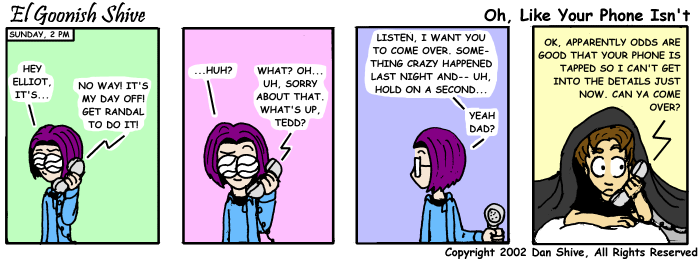 El Goonish Shive
Oh, Like Your Phone Isn't
SUNDAY, 2 PM
HEY
ELLIOT,
IT'S...
NO WAY! IT'S
MY DAY OFF!
GET RANDAL
TO DO IT!
...HUH?
WHAT? OH...
UH, SORRY
ABOUT THAT.
WHAT'S UP,
TEDD?
LISTEN, I WANT YOU
TO COME OVER. SOME-
THING CRAZY HAPPENED
LAST NIGHT AND-- UH,
HOLD ON A SECOND...
YEAH
DAD?
OK, APPARENTLY ODDS ARE
GOOD THAT YOUR PHONE IS
TAPPED SO I CAN'T GET
INTO THE DETAILS JUST
NOW. CAN YA COME
OVER?
Copyright 2002 Dan Shive, All Rights Reserved